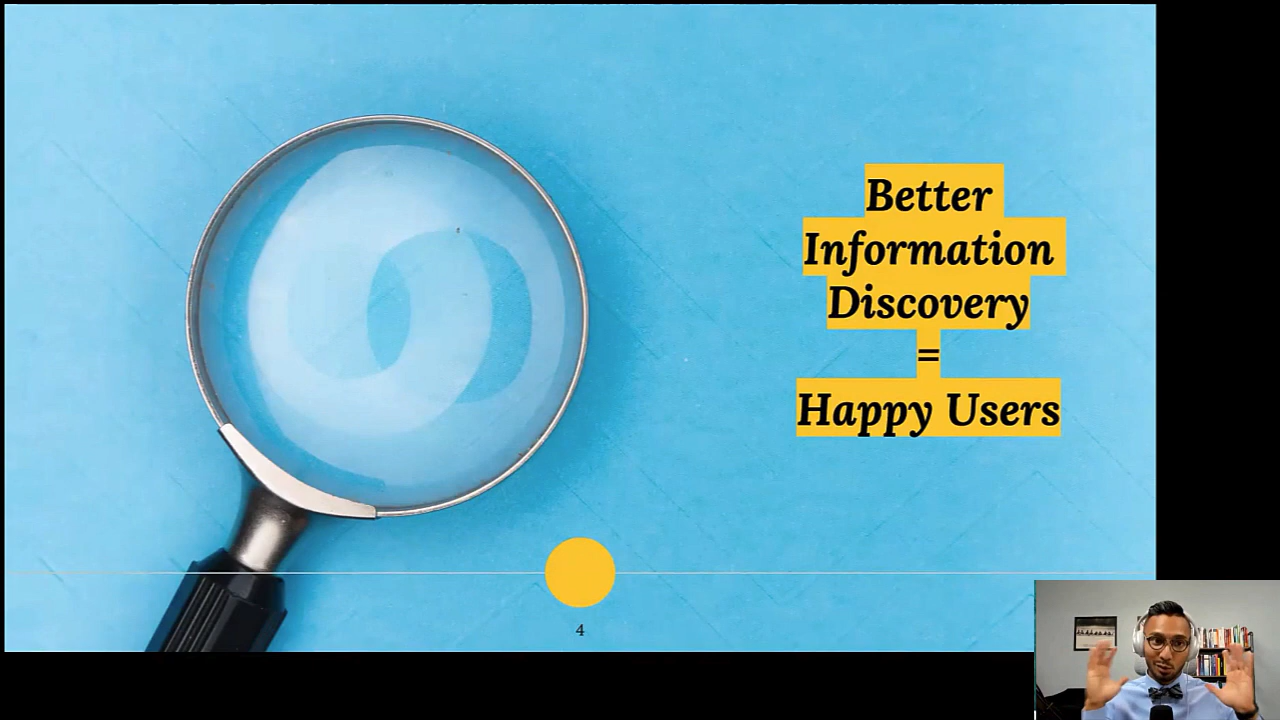 Better
Information
Discovery
=
Happy Users
4